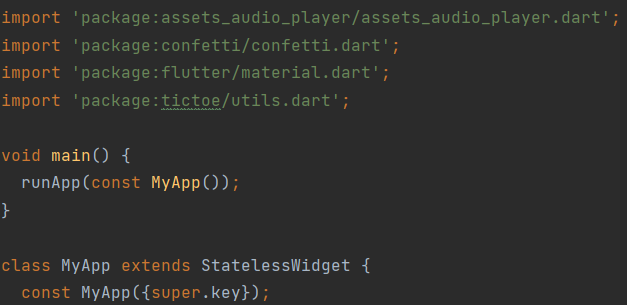 import 'package:assets_audio_player/assets_audio_player.dart';
import 'package:confetti/confetti.dart';
import 'package:flutter/material.dart';
import 'package:tictoe/utils.dart';
void main() {
  runApp(const MyApp());
}
class MyApp extends StatelessWidget {
  const MyApp({super.key});